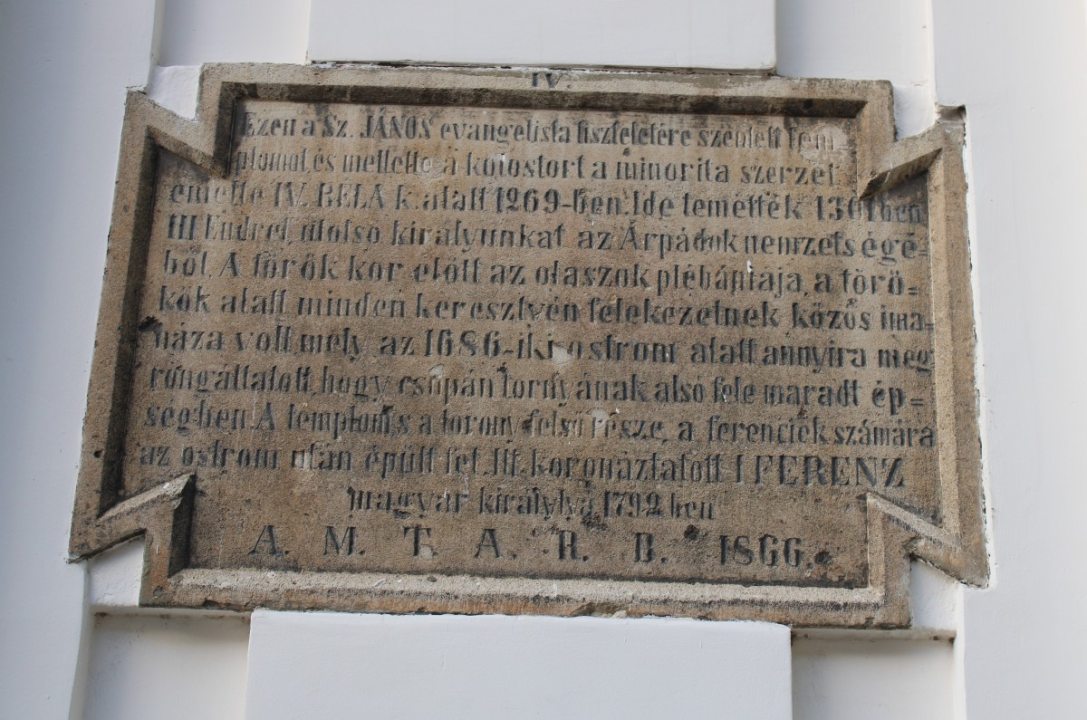 IV.
Ezen a Sz. JÁNOS evangelista tiszteletére szentelt tem
plomot, és mellette a kolostort a minorita szerzet
emelte IV. BÉLA k. alatt 1269-ben. Ide temették 1301 ben
III Endrét, utolsó királyunkat az Árpádok nemzetségé-
ből. A török kor előtt az olaszok plébániaja, a törö-
kök alatt minden keresztyén felekezetnek közös ima-
háza volt mely az 1686-iki ostrom alatt annyira meg
rongáltatott, hogy csupán tornyának alsó fele maradt ép-
ségben. A templom s a torony felső része, a ferenciek számára
az ostrom után épült fel. Itt koronáztatott I FERENZ
magyar királylyá 1792 ben
A. M. T. A. R. B. 1866.